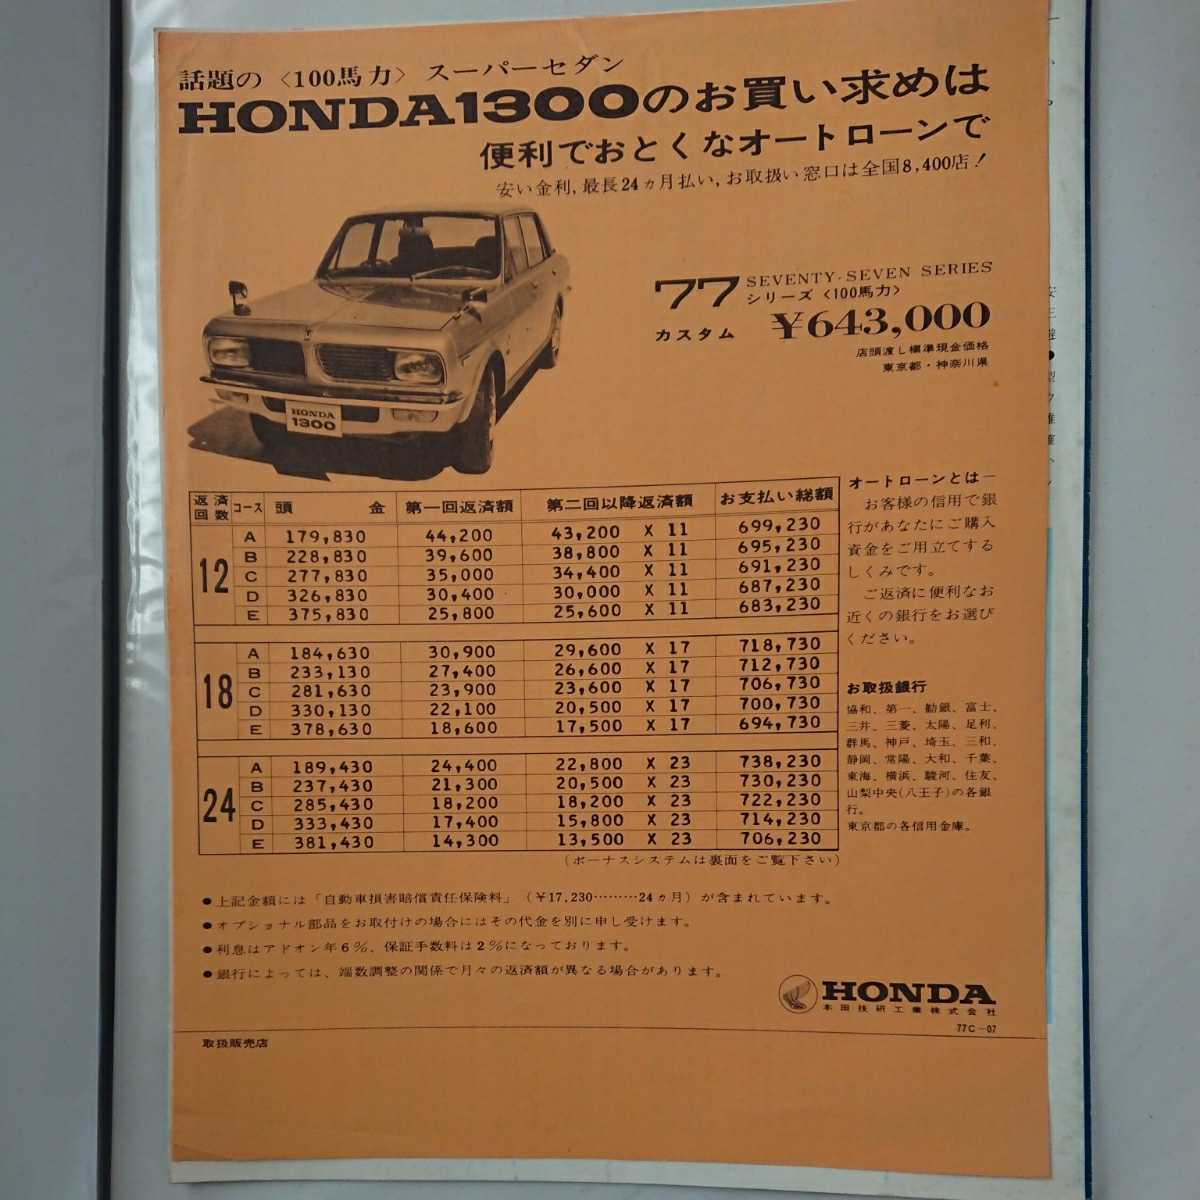 話題の〈100馬力〉スーパーセダン
HONDA1300のお買い求めは
便利でおとくなオートローンで
安い金利,最長24ヵ月払い,お取扱い窓口は全国8,400店!
77 SEVENTY-SEVEN SERIES
シリーズ〈100馬力〉
カスタム ¥643,000
店頭渡し標準現金価格
東京都・神奈川県
HONDA
1300
返済回数 コース 頭金 第一回返済額 第二回以降返済額 お支払い総額
12 A 179,830 44,200 43,200 X 11 699,230
B 228,830 39,600 38,800 X 11 695,230
C 277,830 35,000 34,400 X 11 691,230
D 326,830 30,400 30,000 X 11 687,230
E 375,830 25,800 25,600 X 11 683,230
18 A 184,630 30,900 29,600 X 17 718,730
B 233,130 27,400 26,600 X 17 712,730
C 281,630 23,900 23,600 X 17 706,730
D 330,130 22,100 20,500 X 17 700,730
E 378,630 18,600 17,500 X 17 694,730
24 A 189,430 24,400 22,800 X 23 738,230
B 237,430 21,300 20,500 X 23 730,230
C 285,430 18,200 18,200 X 23 722,230
D 333,430 17,400 15,800 X 23 714,230
E 381,430 14,300 13,500 X 23 706,230
(ボーナスシステムは裏面をご覧下さい)
オートローンとは—
お客様の信用で銀
行があなたにご購入
資金をご用立てする
しくみです。
ご返済に便利なお
近くの銀行をお選び
ください。
お取扱銀行
協和、第一、勧銀、富士、
三井、三菱、太陽、足利、
群馬、神戸、埼玉、三和、
静岡、常陽、大和、千葉、
東海、横浜、駿河、住友、
山梨中央(八王子)の各銀
行。
東京都の各信用金庫。
●上記金額には「自動車損害賠償責任保険料」(¥17,230………24ヵ月)が含まれています。
●オプショナル部品をお取付けの場合にはその代金を別に申し受けます。
●利息はアドオン年6%、保証手数料は2%になっております。
●銀行によっては、端数調整の関係で月々の返済額が異なる場合があります。
HONDA
本田技研工業株式会社
77C-07
取扱販売店